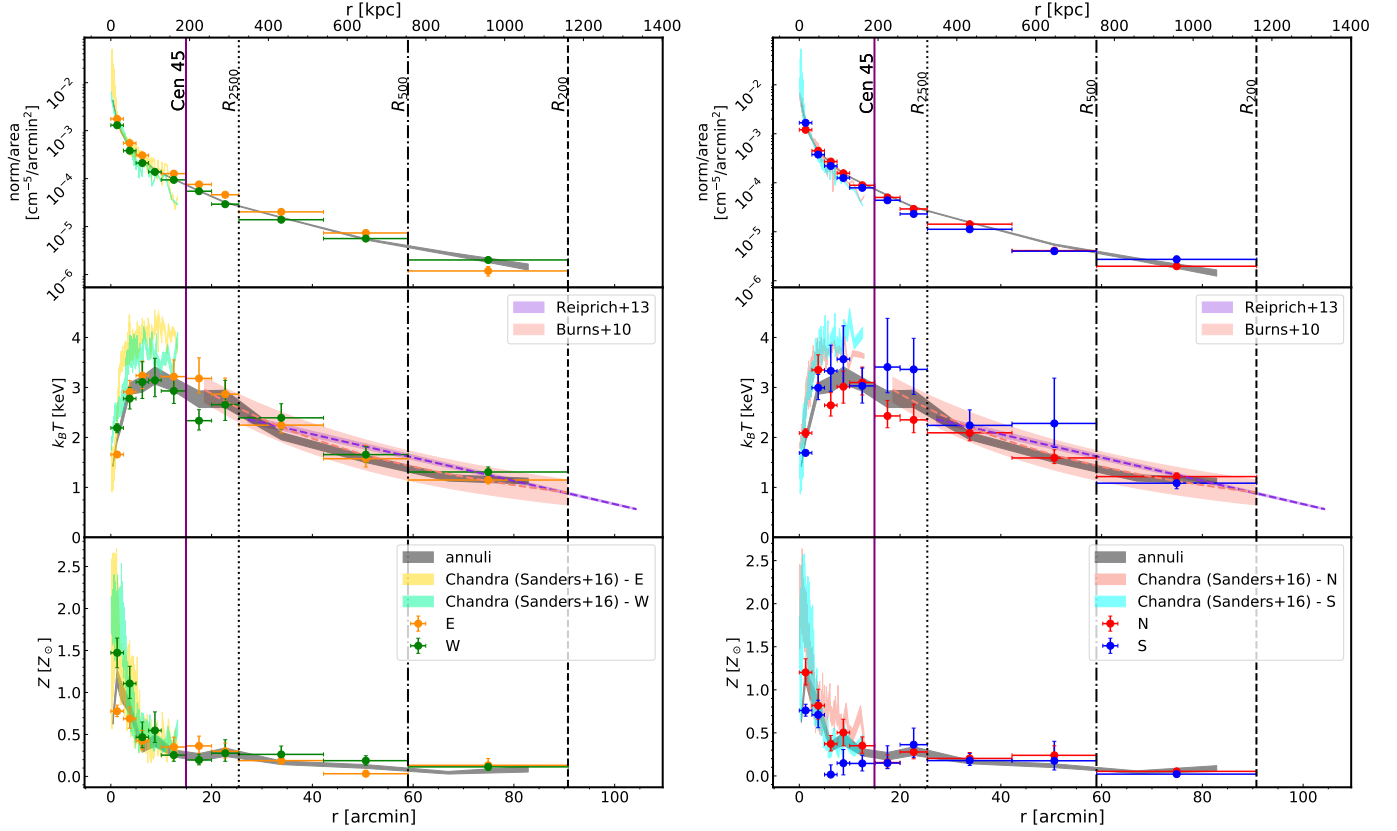 r [kpc]
0 200 400 600 800 1000 1200 1400
norm/area
[cm⁻⁵/arcmin²]
10⁻²
10⁻³
10⁻⁴
10⁻⁵
10⁻⁶
Cen 45
R₂₅₀₀
R₅₀₀
R₂₀₀
k_BT [keV]
4
3
2
1
0
Reiprich+13
Burns+10
Z [Z⊙]
2.5
2.0
1.5
1.0
0.5
0.0
annuli
Chandra (Sanders+16) - E
Chandra (Sanders+16) - W
E
W
0 20 40 60 80 100
r [arcmin]
r [kpc]
0 200 400 600 800 1000 1200 1400
norm/area
[cm⁻⁵/arcmin²]
10⁻²
10⁻³
10⁻⁴
10⁻⁵
10⁻⁶
Cen 45
R₂₅₀₀
R₅₀₀
R₂₀₀
k_BT [keV]
4
3
2
1
0
Reiprich+13
Burns+10
Z [Z⊙]
2.5
2.0
1.5
1.0
0.5
0.0
annuli
Chandra (Sanders+16) - N
Chandra (Sanders+16) - S
N
S
0 20 40 60 80 100
r [arcmin]